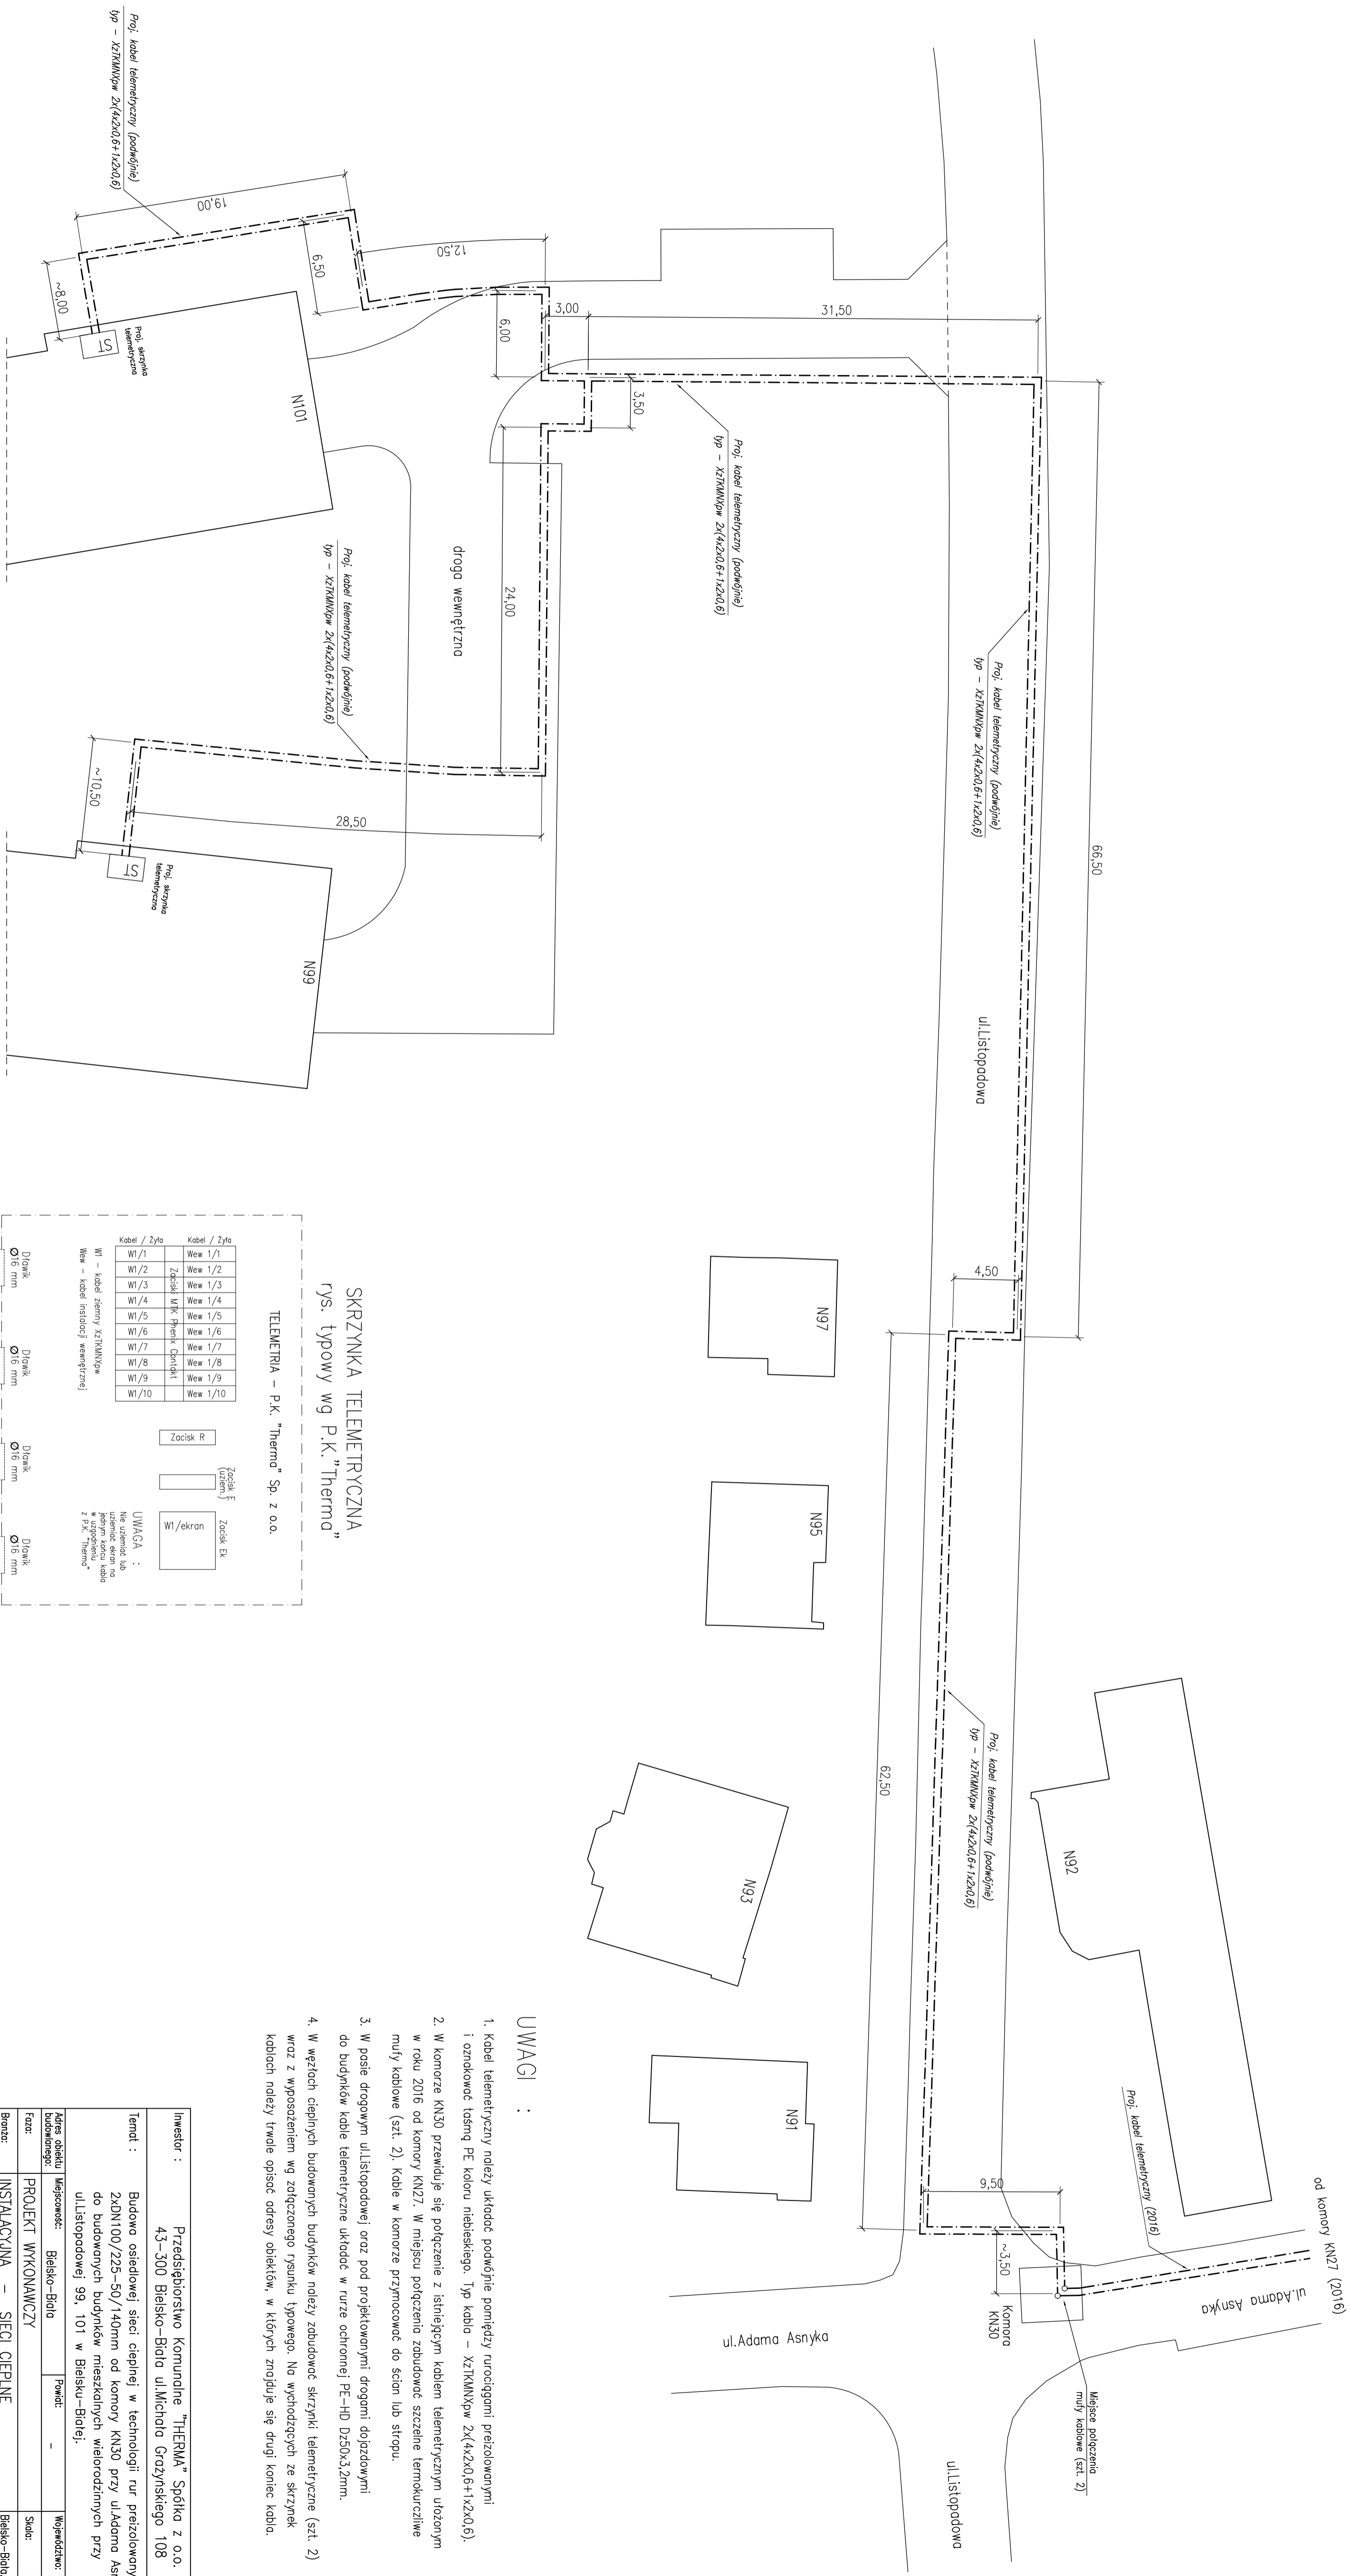 od komory KN27 (2016)
ul.Adama Asnyka
Proj. kabel telemetryczny (2016)
Miejsce połączenia
mufy kablowe (szt. 2)
Komora
KN30
~3,50
9,50
ul.Adama Asnyka
ul.Listopadowa
N92
N91
N93
N95
N97
62,50
Proj. kabel telemetryczny (podwójnie)
typ - XzTKMNXpw 2x(4x2x0,6+1x2x0,6)
4,50
66,50
ul.Listopadowa
Proj. kabel telemetryczny (podwójnie)
typ - XzTKMNXpw 2x(4x2x0,6+1x2x0,6)
31,50
3,00
3,50
6,00
Proj. kabel telemetryczny (podwójnie)
typ - XzTKMNXpw 2x(4x2x0,6+1x2x0,6)
12,50
6,50
19,00
~8,00
Proj. kabel telemetryczny (podwójnie)
typ - XzTKMNXpw 2x(4x2x0,6+1x2x0,6)
ST
Proj. skrzynka
telemetryczna
N101
droga wewnętrzna
24,00
Proj. kabel telemetryczny (podwójnie)
typ - XzTKMNXpw 2x(4x2x0,6+1x2x0,6)
28,50
~10,50
ST
Proj. skrzynka
telemetryczna
N99
SKRZYNKA TELEMETRYCZNA
rys. typowy wg P.K."Therma"
TELEMETRIA - P.K. "Therma" Sp. z o.o.
Kabel / Żyła
Wew 1/1
Wew 1/2
Wew 1/3
Wew 1/4
Wew 1/5
Wew 1/6
Wew 1/7
Wew 1/8
Wew 1/9
Wew 1/10
Zaciski MTK Phenix Contakt
Kabel / Żyła
W1/1
W1/2
W1/3
W1/4
W1/5
W1/6
W1/7
W1/8
W1/9
W1/10
W1 - kabel ziemny XzTKMNXpw
Wew - kabel instalacji wewnętrznej
Zacisk R
Zacisk E
(uziem.)
Zacisk Ek
W1/ekran
UWAGA :
Nie uziemiać lub
uziemiać ekran na
jednym końcu kabla
w uzgodnieniu
z P.K. "Therma"
Dławik
Ø16 mm
Dławik
Ø16 mm
Dławik
Ø16 mm
Dławik
Ø16 mm
UWAGI :
1. Kabel telemetryczny należy układać podwójnie pomiędzy rurociągami preizolowanymi
i oznakować taśmą PE koloru niebieskiego. Typ kabla - XzTKMNXpw 2x(4x2x0,6+1x2x0,6).
2. W komorze KN30 przewiduje się połączenie z istniejącym kablem telemetrycznym ułożonym
w roku 2016 od komory KN27. W miejscu połączenia zabudować szczelne termokurczliwe
mufy kablowe (szt. 2). Kable w komorze przymocować do ścian lub stropu.
3. W pasie drogowym ul.Listopadowej oraz pod projektowanymi drogami dojazdowymi
do budynków kable telemetryczne układać w rurze ochronnej PE-HD Dz50x3,2mm.
4. W węzłach cieplnych budowanych budynków należy zabudować skrzynki telemetryczne (szt. 2)
wraz z wyposażeniem wg załączonego rysunku typowego. Na wychodzących ze skrzynek
kablach należy trwale opisać adresy obiektów, w których znajduje się drugi koniec kabla.
Inwestor :
Przedsiębiorstwo Komunalne "THERMA" Spółka z o.o.
43-300 Bielsko-Biała ul.Michała Grażyńskiego 108
Temat :
Budowa osiedlowej sieci cieplnej w technologii rur preizolowany
2xDN100/225-50/140mm od komory KN30 przy ul.Adama Asn
do budowanych budynków mieszkalnych wielorodzinnych przy
ul.Listopadowej 99, 101 w Bielsku-Białej.
Adres obiektu
budowlanego:
Miejscowość:
Bielsko-Biała
Powiat:
-
Województwo:
Faza:
PROJEKT WYKONAWCZY
Skala:
Branża:
INSTALACYJNA - SIECI CIEPLNE
Bielsko-Biała,